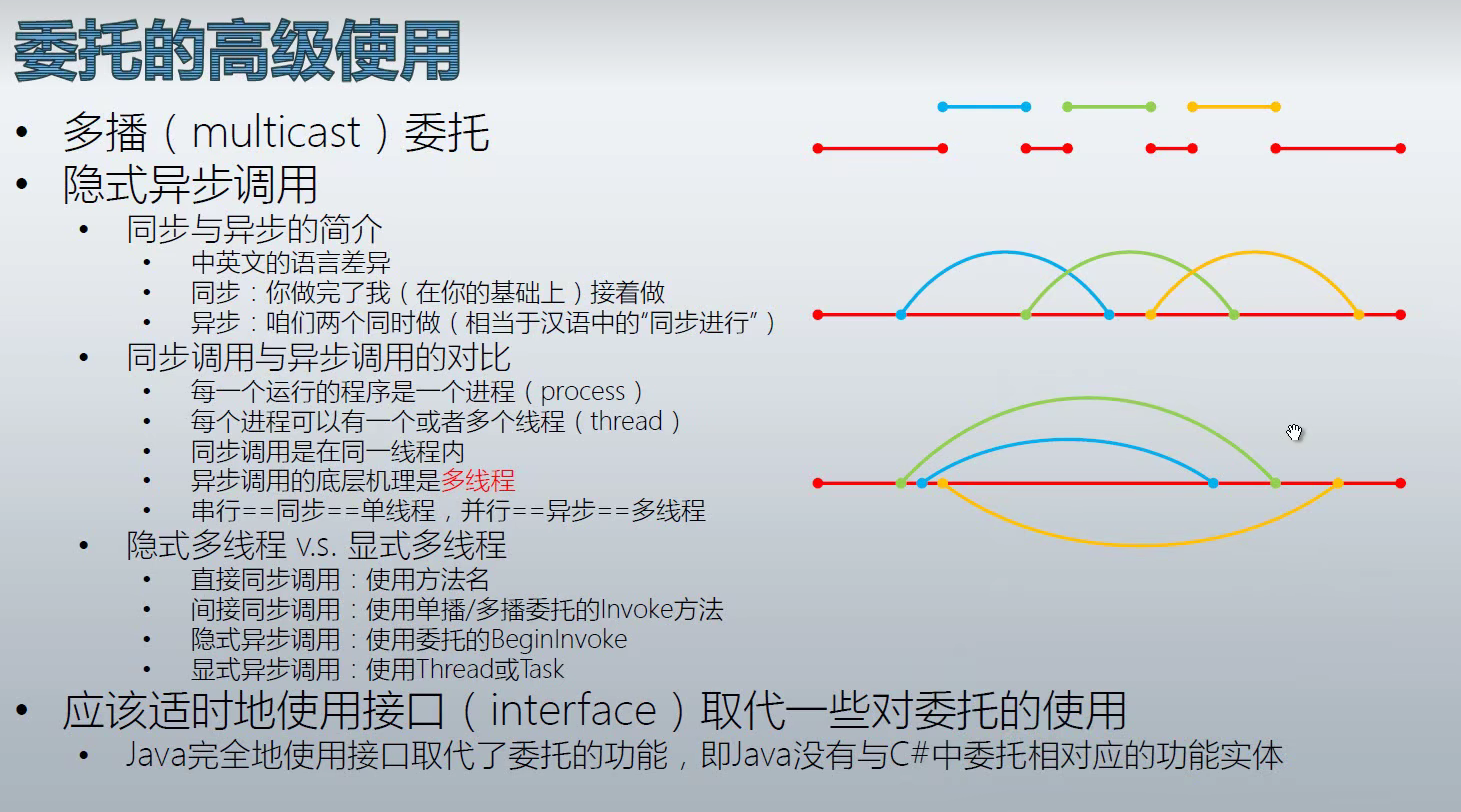 委托的高级使用
• 多播（multicast）委托
• 隐式异步调用
• 同步与异步的简介
• 中英文的语言差异
• 同步：你做完了我（在你的基础上）接着做
• 异步：咱们两个同时做（相当于汉语中的“同步进行”）
• 同步调用与异步调用的对比
• 每一个运行的程序是一个进程（process）
• 每个进程可以有一个或者多个线程（thread）
• 同步调用是在同一线程内
• 异步调用的底层机理是多线程
• 串行==同步==单线程，并行==异步==多线程
• 隐式多线程 v.s. 显式多线程
• 直接同步调用：使用方法名
• 间接同步调用：使用单播/多播委托的Invoke方法
• 隐式异步调用：使用委托的BeginInvoke
• 显式异步调用：使用Thread或Task
• 应该适时地使用接口（interface）取代一些对委托的使用
• Java完全地使用接口取代了委托的功能，即Java没有与C#中委托相对应的功能实体